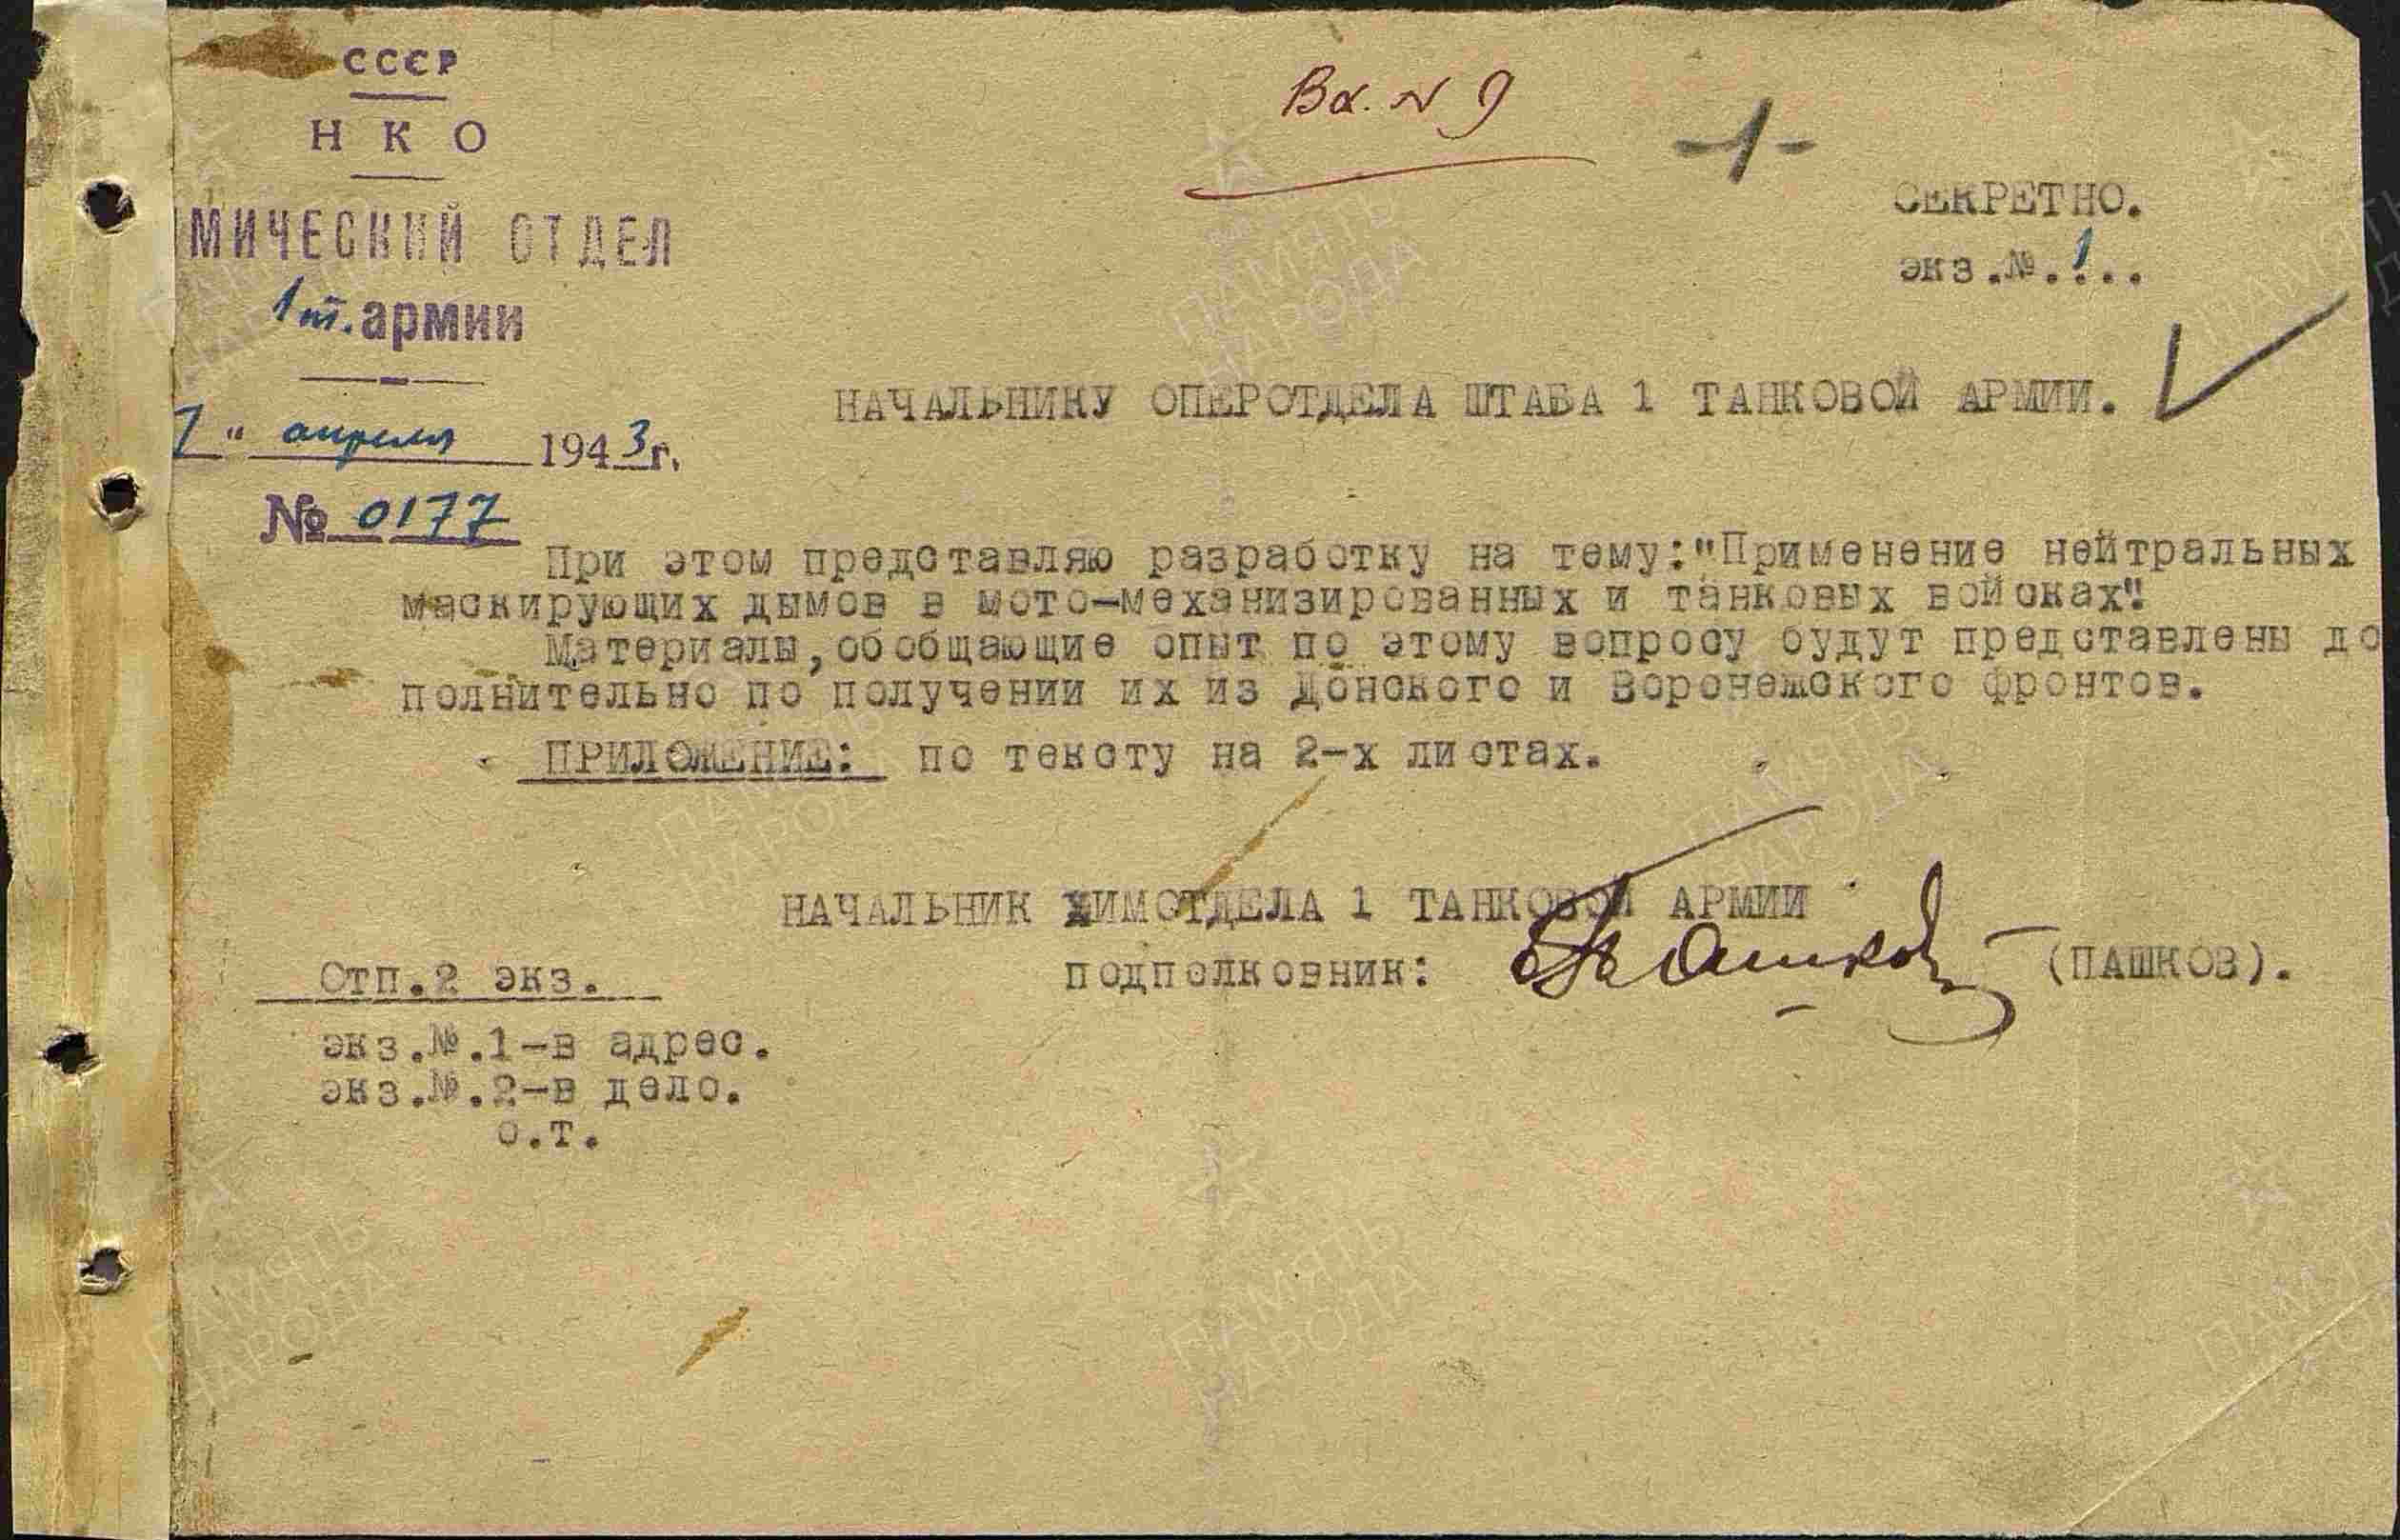 СССР
НКО
МИЧЕСКИЙ ОТДЕЛ
1 т. армии
7" апреля 1943г.
№ 0177
Вх. № 9
-1-
СЕКРЕТНО.
экз.№.1..
НАЧАЛЬНИКУ ОПЕРОТДЕЛА ШТАБА 1 ТАНКОВОЙ АРМИИ.
При этом представляю разработку на тему:"Применение нейтральных
маскирующих дымов в мото-механизированных и танковых войсках".
Материалы,обобщающие опыт по этому вопросу будут представлены до
полнительно по получении их из Донского и Воронежского фронтов.
ПРИЛОЖЕНИЕ: по тексту на 2-х листах.
НАЧАЛЬНИК ХИМОТДЕЛА 1 ТАНКОВОЙ АРМИИ
подполковник: Пашков (ПАШКОВ).
Отп.2 экз.
экз.№.1-в адрес.
экз.№.2-в дело.
о.т.
ПАМЯТЬ
НАРОДА